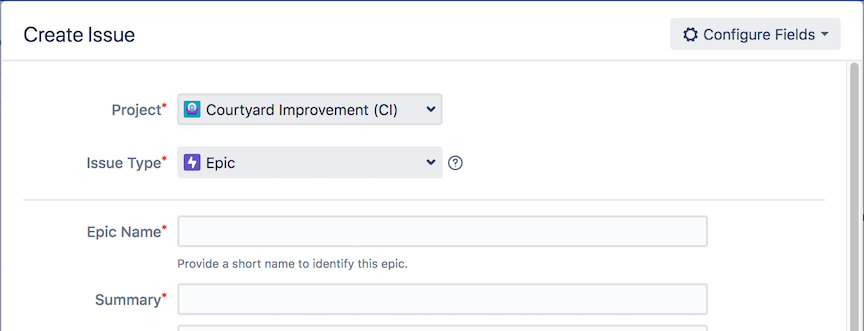 Create Issue
Configure Fields
Project* Courtyard Improvement (CI)
Issue Type* Epic
Epic Name*
Provide a short name to identify this epic.
Summary*